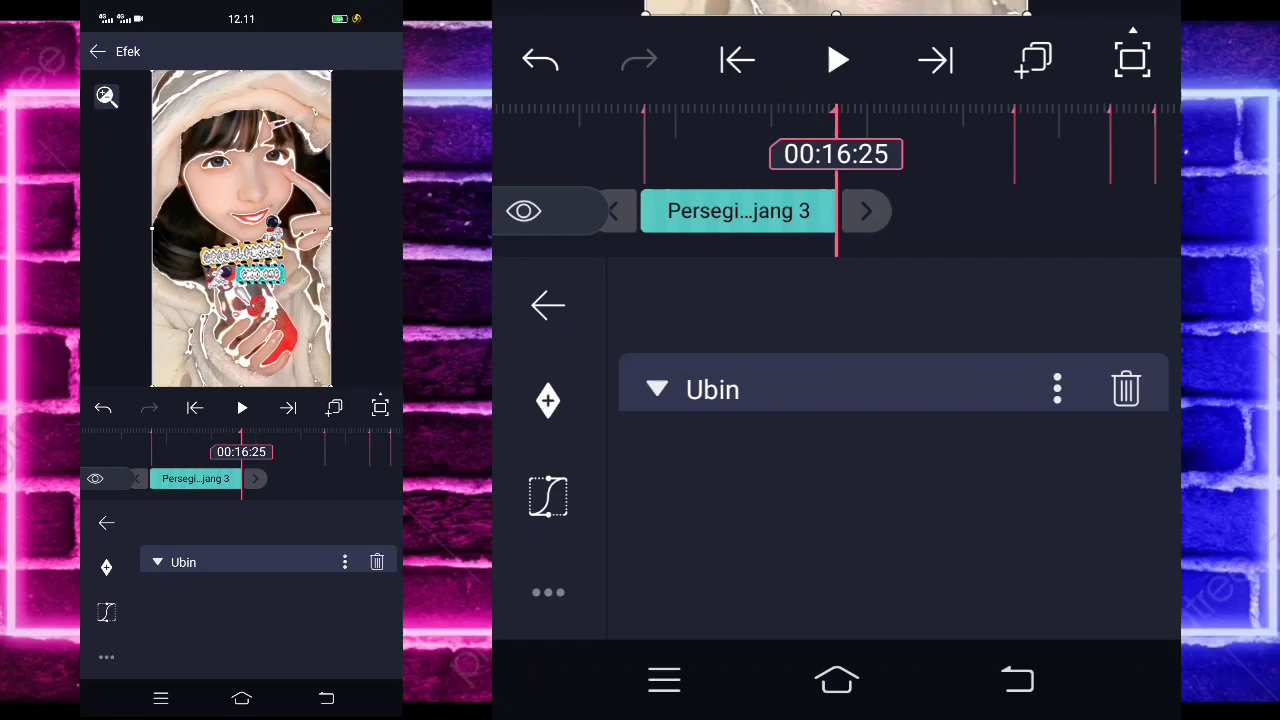 12.11
Efek
00:16:25
Persegi...jang 3
Ubin
00:16:25
Persegi...jang 3
Ubin